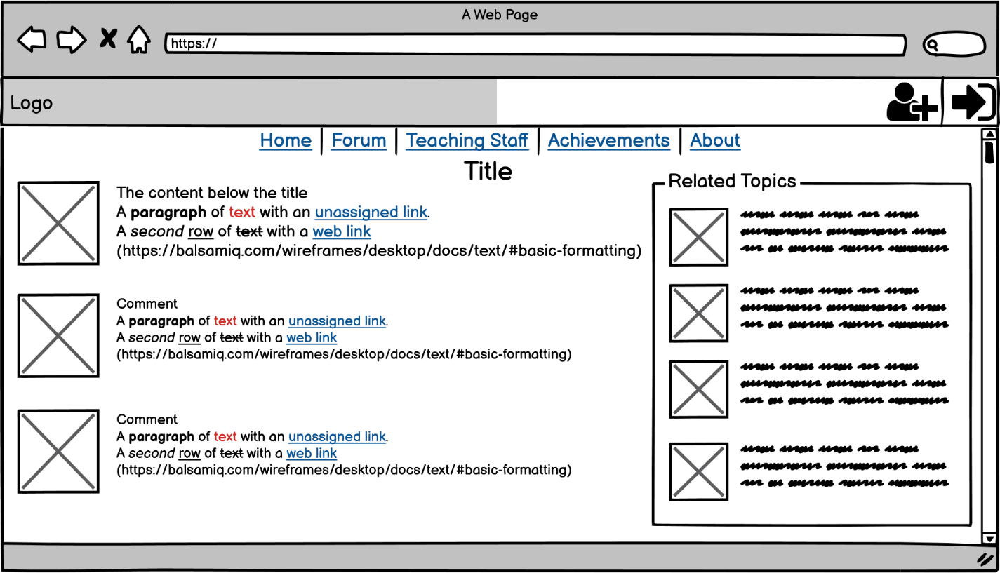 A Web Page
https://
Logo
Home Forum Teaching Staff Achievements About
Title
The content below the title
A paragraph of text with an unassigned link.
A second row of text with a web link
(https://balsamiq.com/wireframes/desktop/docs/text/#basic-formatting)
Comment
A paragraph of text with an unassigned link.
A second row of text with a web link
(https://balsamiq.com/wireframes/desktop/docs/text/#basic-formatting)
Comment
A paragraph of text with an unassigned link.
A second row of text with a web link
(https://balsamiq.com/wireframes/desktop/docs/text/#basic-formatting)
Related Topics